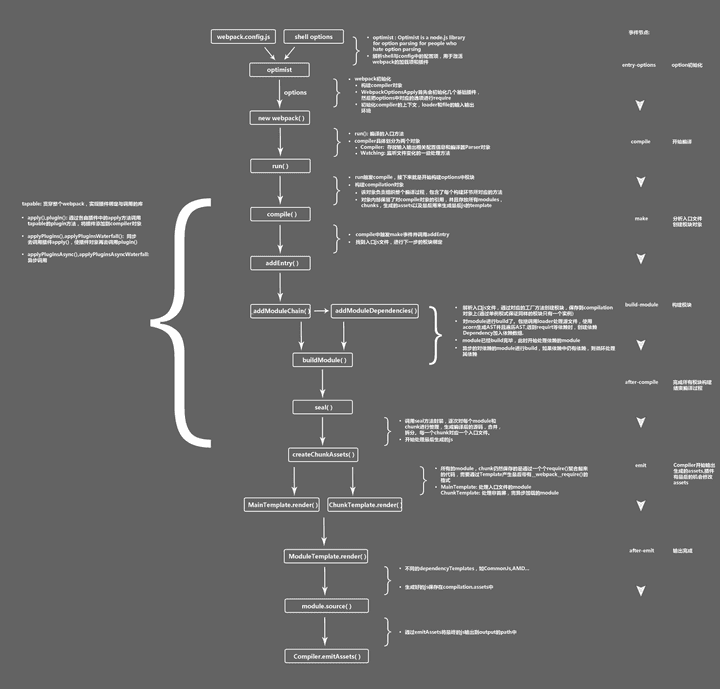 webpack.config.js
shell options
optimist : Optimist is a node.js library
for option parsing for people who
hate option parsing
解析shell与config中的配置项，用于激活
webpack的加载项和插件
optimist
options
webpack初始化
构建compiler对象
WebpackOptionsApply首先会初始化几个基础插件，
然后把options中对应的选项进行require
初始化compiler的上下文，loader和file的输入输出
环境
new webpack( )
run(): 编译的入口方法
compiler具体划分为两个对象
Compiler: 存放输入输出相关配置信息和编译器Parser对象
Watching: 监听文件变化的一些处理方法
run( )
run触发compile，接下来就是开始构建options中模块
构建compilation对象
该对象负责组织整个编译过程，包含了每个构建环节所对应的方法
对象内部保留了对compile对象的引用，并且存放所有modules，
chunks，生成的assets以及最后用来生成最后js的template
compile( )
compile中触发make事件并调用addEntry
找到入口js文件，进行下一步的模块绑定
addEntry( )
addModuleChain( )
addModuleDependencies( )
解析入口js文件，通过对应的工厂方法创建模块，保存到compilation
对象上(通过单例模式保证同样的模块只有一个实例)
对module进行build了，包括调用loader处理源文件，使用
acorn生成AST并且遍历AST,遇到requirt等依赖时，创建依赖
Dependency加入依赖数组
module已经build完毕，此时开始处理依赖的module
异步的对依赖的module进行build，如果依赖中仍有依赖，则循环处理
其依赖
buildModule( )
seal( )
调用seal方法封装，逐次对每个module和
chunk进行整理，生成编译后的源码，合并，
拆分，每一个chunk对应一个入口文件。
开始处理最后生成的js
createChunkAssets( )
所有的module，chunk仍然保存的是通过一个个require()聚合起来
的代码，需要通过Template产生最后带有__webpack__require()的
格式
MainTemplate: 处理入口文件的module
ChunkTemplate: 处理非首屏，需异步加载的module
MainTemplate.render( )
ChunkTemplate.render( )
ModuleTemplate.render( )
不同的dependencyTemplates，如CommonJs,AMD...
生成好的js保存在compilation.assets中
module.source( )
通过emitAssets将最终的js输出到output的path中
Compiler.emitAssets( )
tapable: 贯穿整个webpack，实现插件绑定与调用的库
apply(),plugin(): 通过各自插件中的apply方法调用
tapable的plugin方法，将插件添加到compiler对象
applyPlugins(),applyPluginsWaterfall(): 同步
去调用插件apply()，使插件对象再去调用plugin()
applyPluginsAsync(),applyPluginsAsyncWaterfall:
异步调用
事件节点:
entry-options
option初始化
compile
开始编译
make
分析入口文件
创建模块对象
build-module
构建模块
after-compile
完成所有模块构建
结束编译过程
emit
Compiler开始输出
生成的assets,插件
有最后的机会修改
assets
after-emit
输出完成